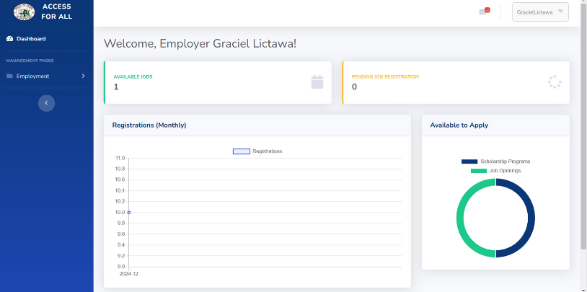 ACCESS
FOR ALL
GracielLictawa
Dashboard
MANAGEMENT PAGES
Employment
Welcome, Employer Graciel Lictawa!
AVAILABLE JOBS
1
PENDING JOB REGISTRATION
0
Registrations (Monthly)
Registrations
11.0
10.8
10.6
10.4
10.2
10.0
9.8
9.6
9.4
9.2
9.0
2024-12
Available to Apply
Scholarship Programs
Job Openings